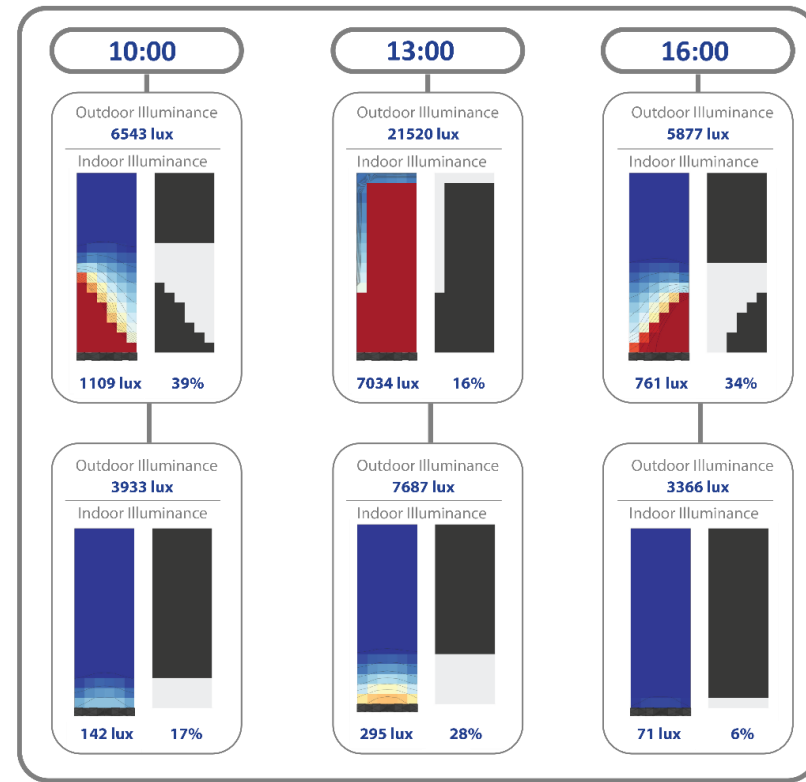 10:00
13:00
16:00
Outdoor Illuminance
6543 lux
Indoor Illuminance
1109 lux 39%
Outdoor Illuminance
21520 lux
Indoor Illuminance
7034 lux 16%
Outdoor Illuminance
5877 lux
Indoor Illuminance
761 lux 34%
Outdoor Illuminance
3933 lux
Indoor Illuminance
142 lux 17%
Outdoor Illuminance
7687 lux
Indoor Illuminance
295 lux 28%
Outdoor Illuminance
3366 lux
Indoor Illuminance
71 lux 6%